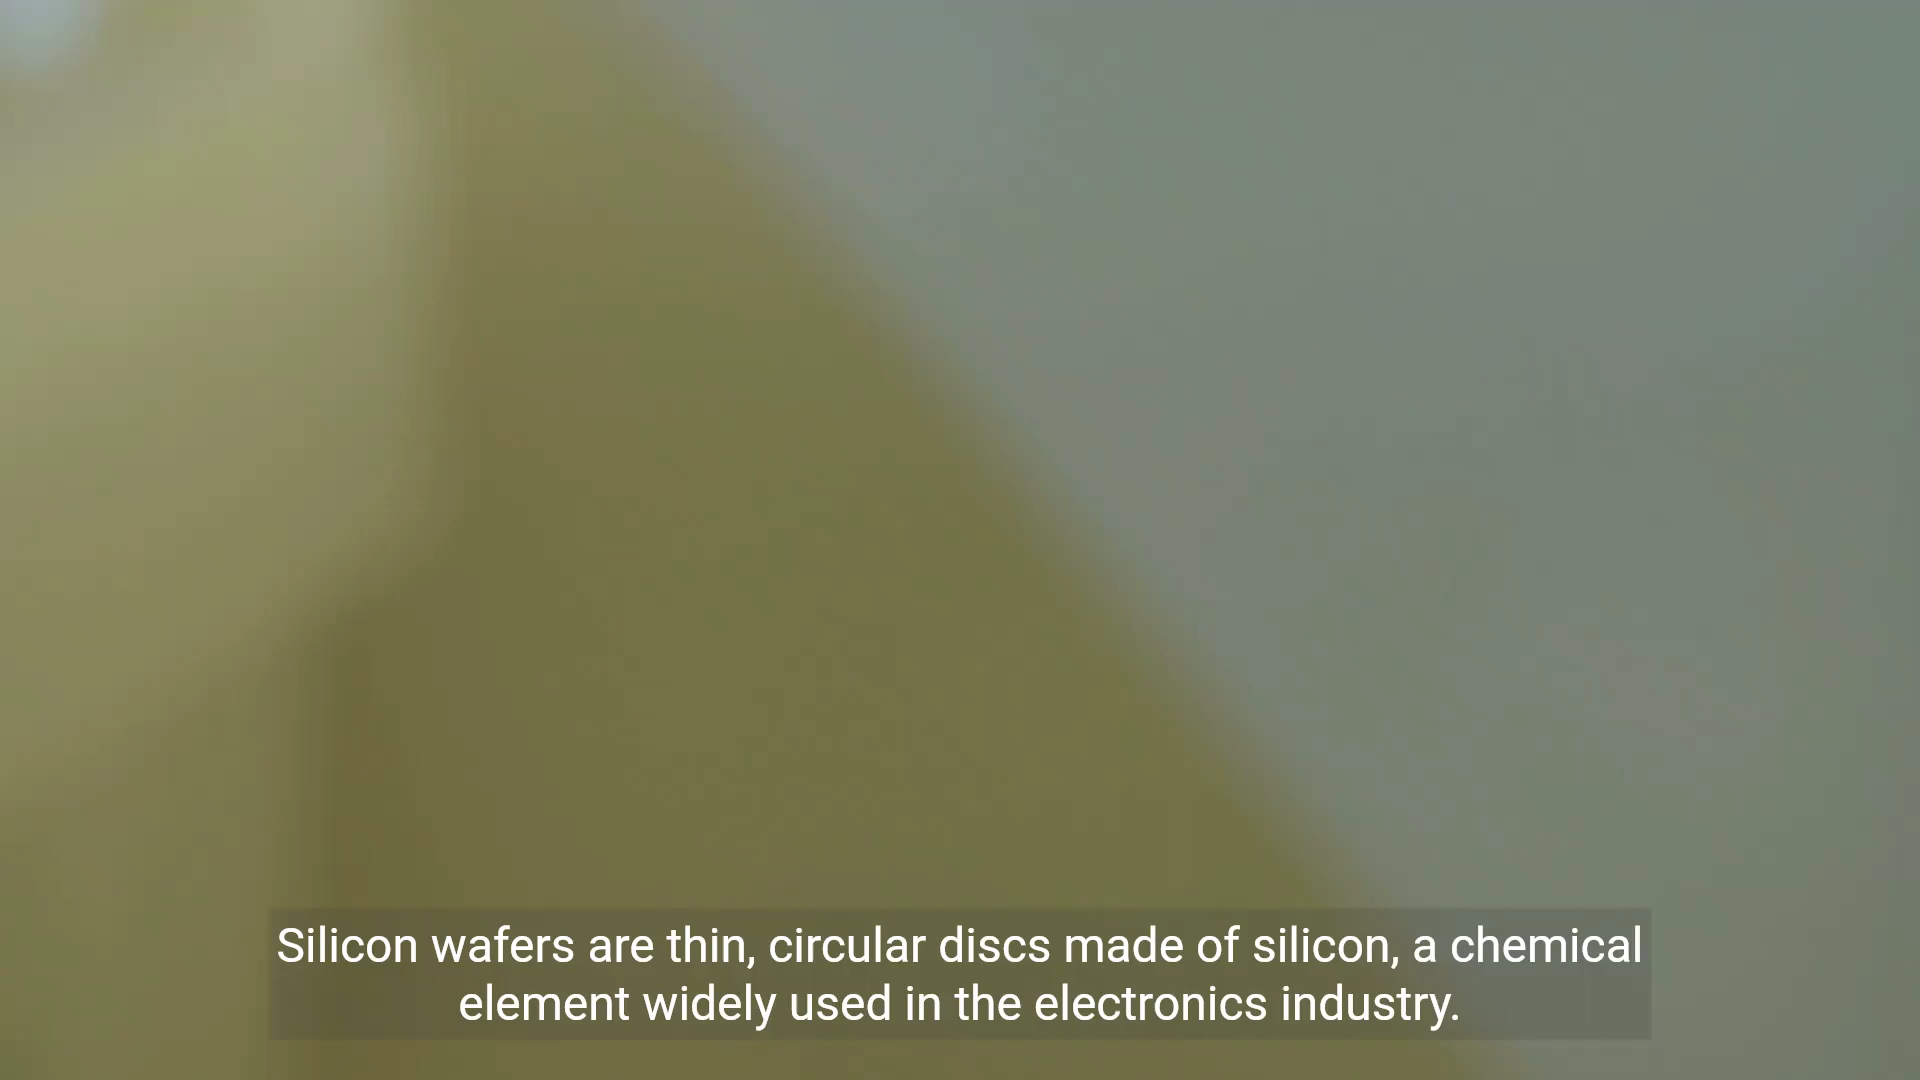 Silicon wafers are thin, circular discs made of silicon, a chemical
element widely used in the electronics industry.